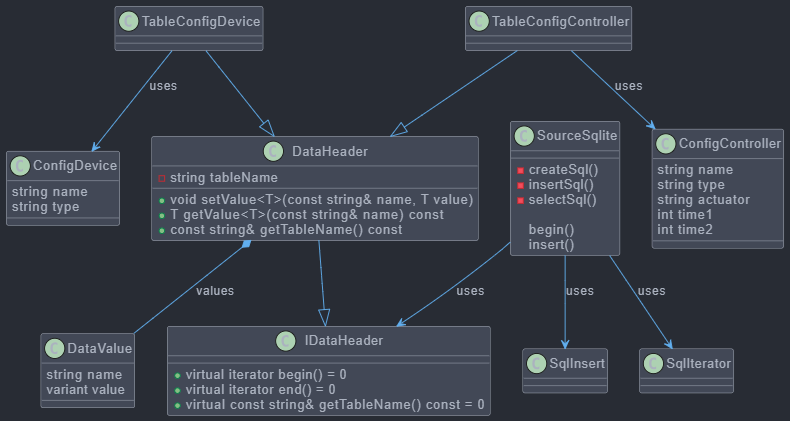 C TableConfigDevice
C TableConfigController
uses
uses
C DataHeader
string tableName
void setValue<T>(const string& name, T value)
T getValue<T>(const string& name) const
const string& getTableName() const
C SourceSqlite
createSql()
insertSql()
selectSql()
begin()
insert()
C ConfigController
string name
string type
string actuator
int time1
int time2
C ConfigDevice
string name
string type
values
uses
uses
uses
C DataValue
string name
variant value
C IDataHeader
virtual iterator begin() = 0
virtual iterator end() = 0
virtual const string& getTableName() const = 0
C SqlInsert
C SqlIterator